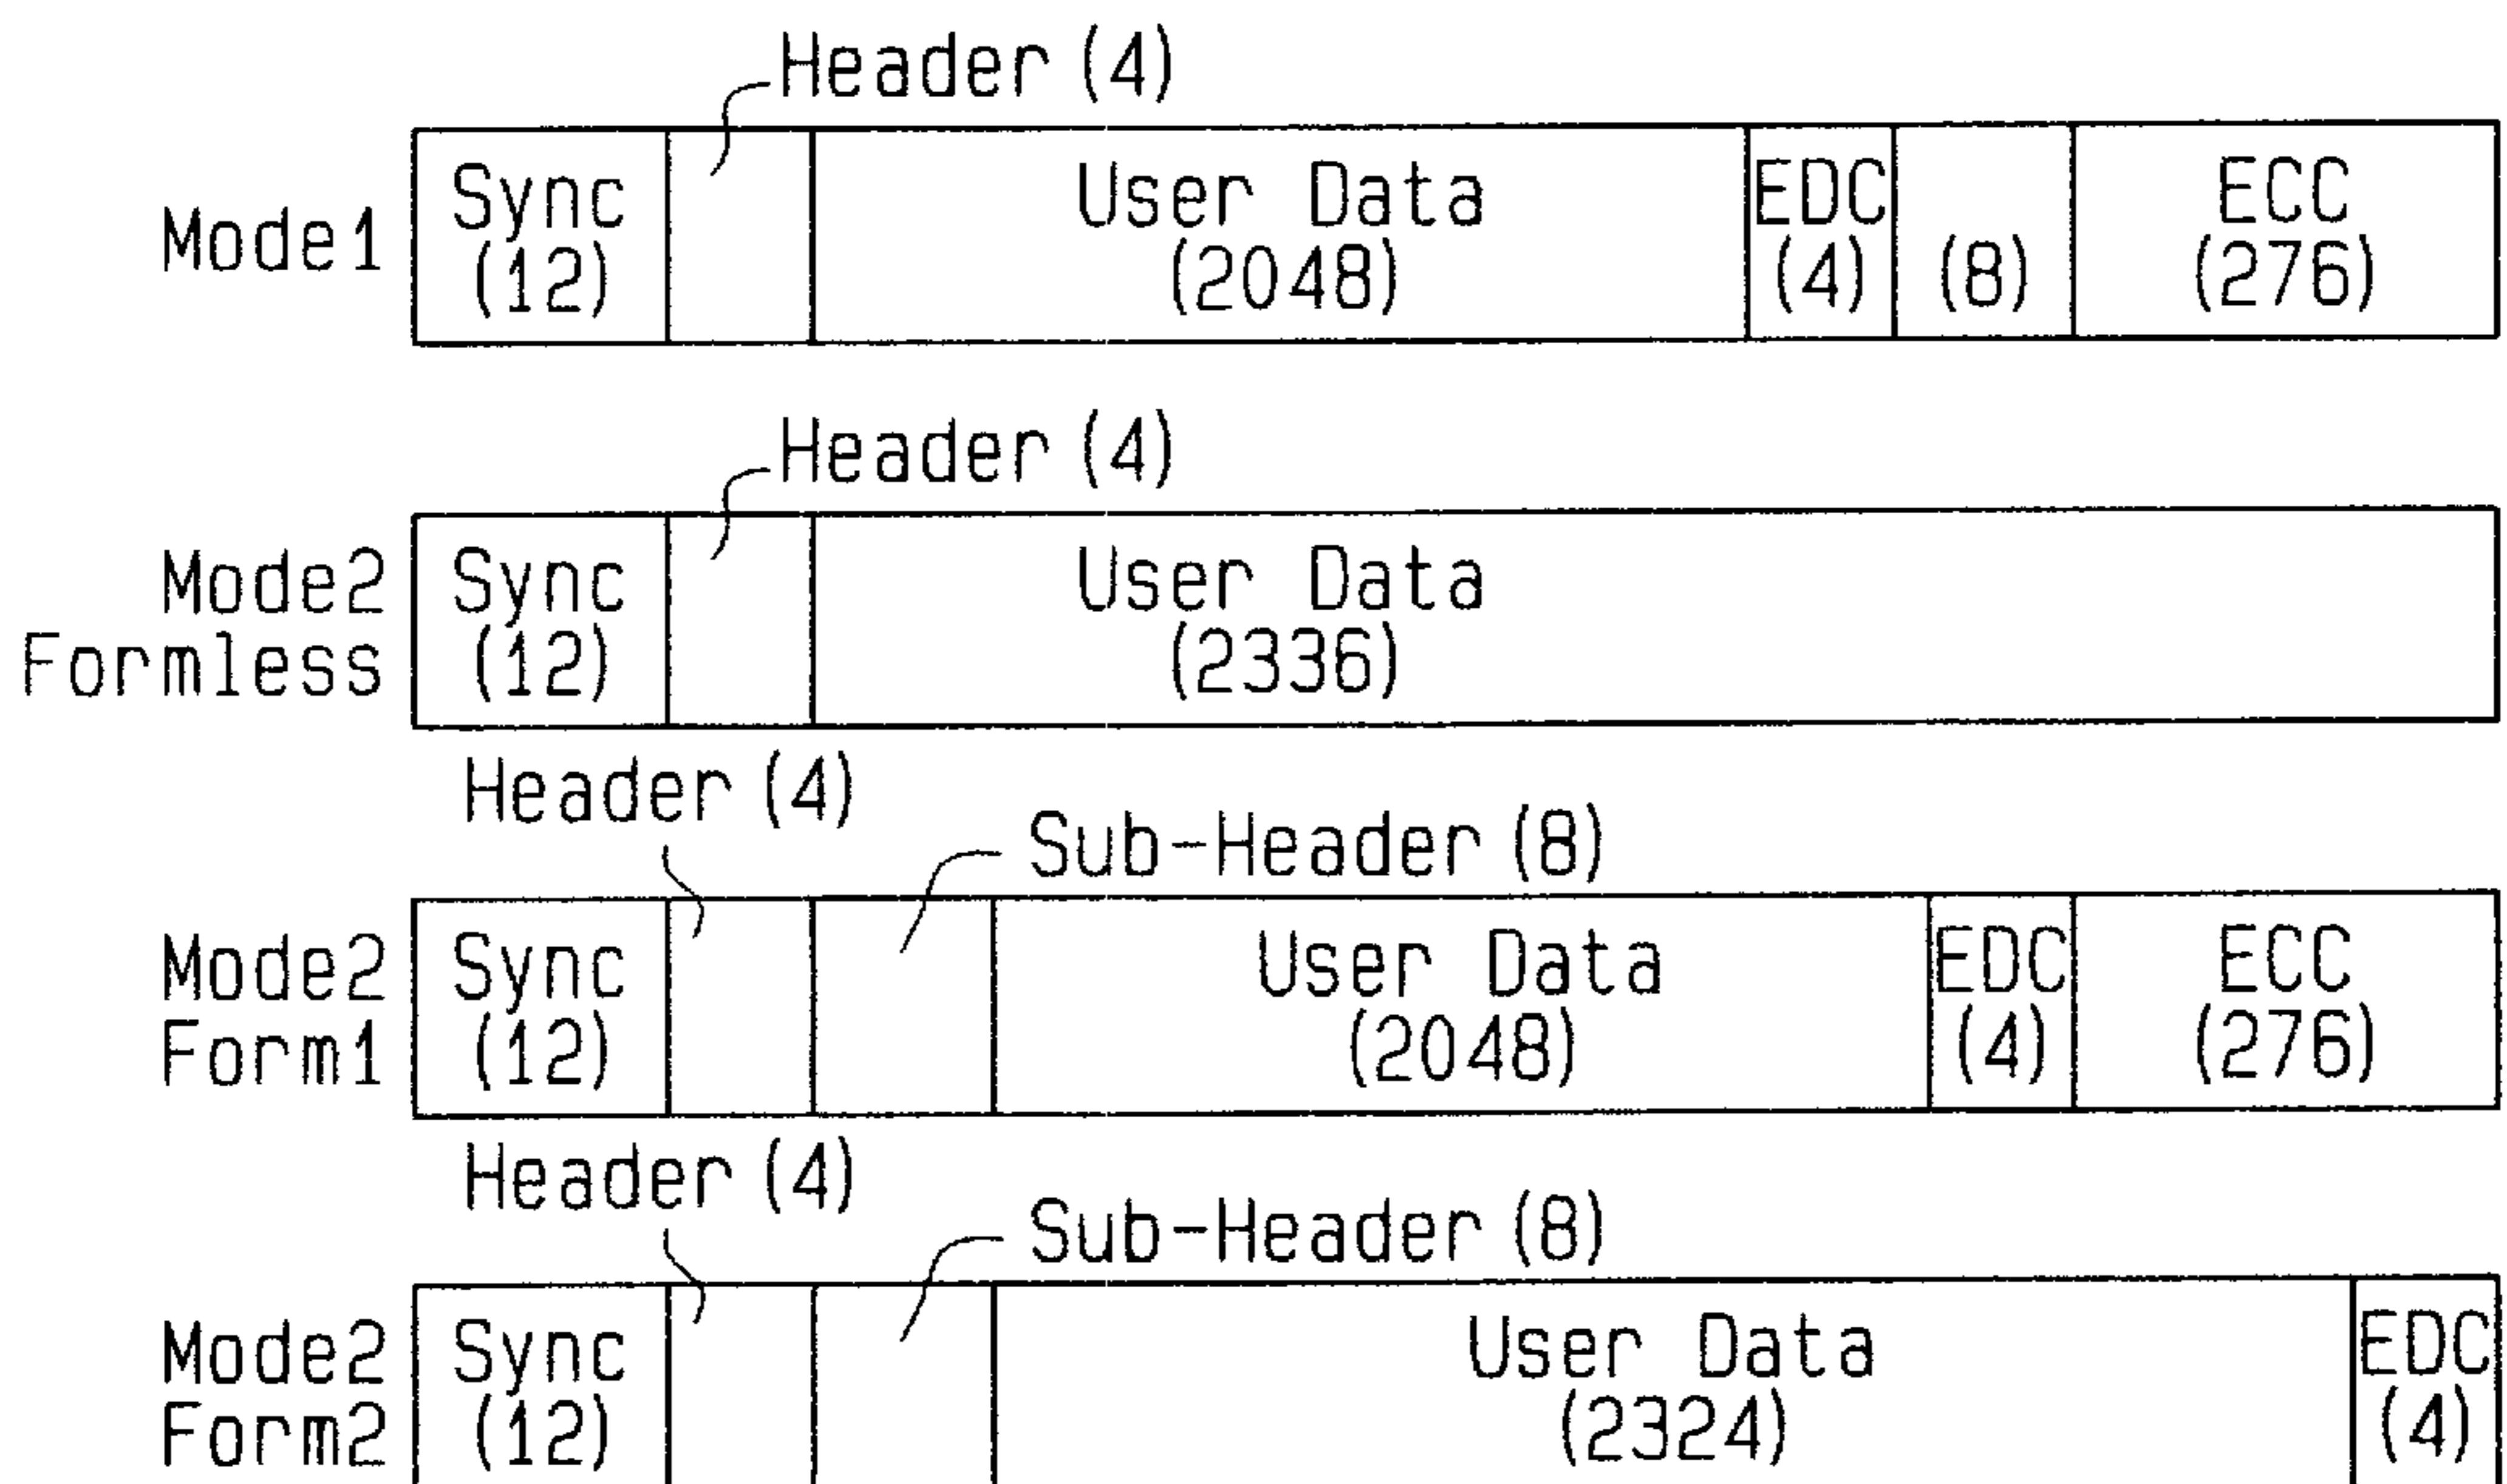 Header (4)
Mode1
Sync
(12)
User Data
(2048)
EDC
(4)
(8)
ECC
(276)
Header (4)
Mode2
Formless
Sync
(12)
User Data
(2336)
Header (4)
Sub-Header (8)
Mode2
Form1
Sync
(12)
User Data
(2048)
EDC
(4)
ECC
(276)
Header (4)
Sub-Header (8)
Mode2
Form2
Sync
(12)
User Data
(2324)
EDC
(4)